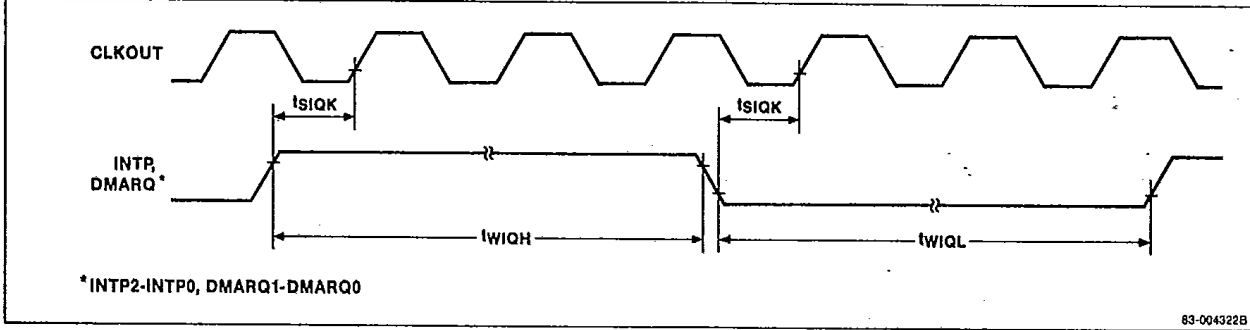 CLKOUT
tSIQK
tSIQK
INTP,
DMARQ*
tWIQH
tWIQL
*INTP2-INTP0, DMARQ1-DMARQ0
83-004322B